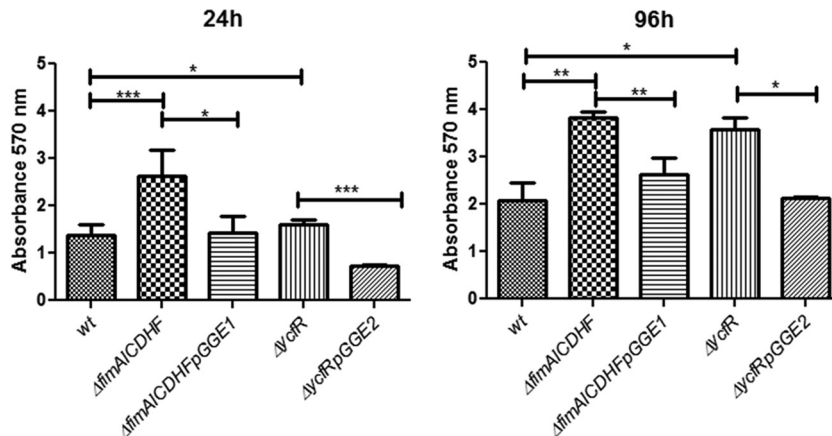 24h
Absorbance 570 nm
5
4
3
2
1
0
*
***
*
***
wt
ΔfimAICDHF
ΔfimAICDHFpGGE1
ΔycfR
ΔycfRpGGE2
96h
Absorbance 570 nm
5
4
3
2
1
0
*
**
**
*
wt
ΔfimAICDHF
ΔfimAICDHFpGGE1
ΔycfR
ΔycfRpGGE2